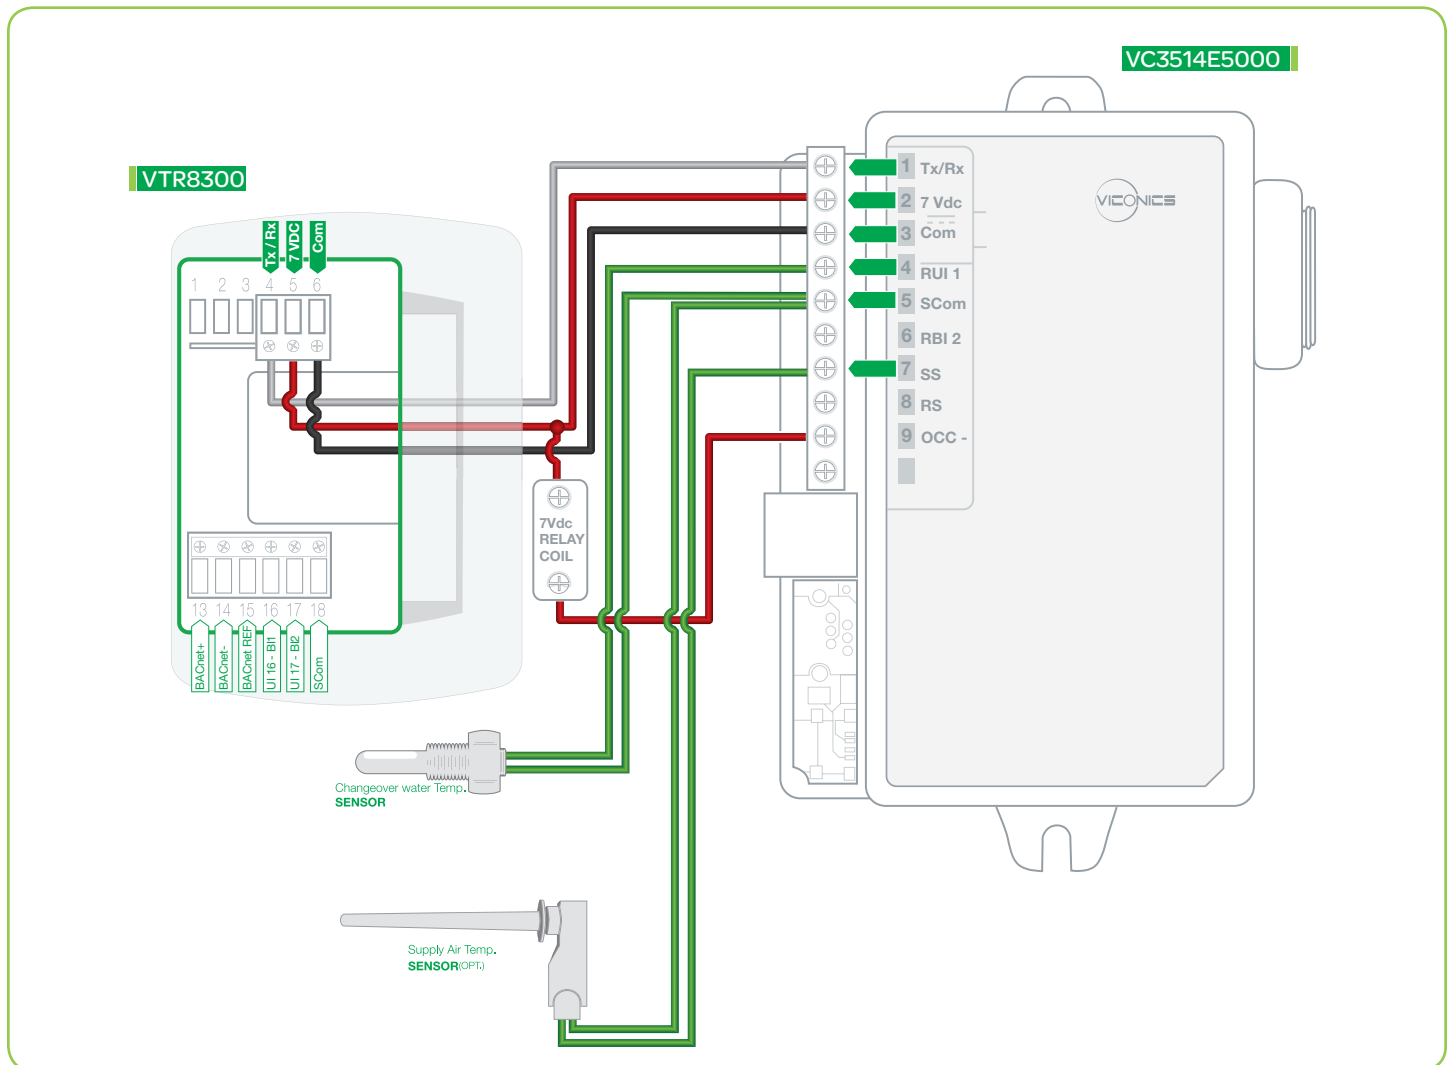 VC3514E5000
VTR8300
Tx / Rx
7 VDC
Com
1 2 3 4 5 6
13 14 15 16 17 18
BACnet+
BACnet-
BACnet REF
UI 16 - BI1
UI 17 - BI2
SCom
7Vdc
RELAY
COIL
1 Tx/Rx
2 7 Vdc
3 Com
4 RUI 1
5 SCom
6 RBI 2
7 SS
8 RS
9 OCC -
VICONICS
Changeover water Temp.
SENSOR
Supply Air Temp.
SENSOR(OPT.)